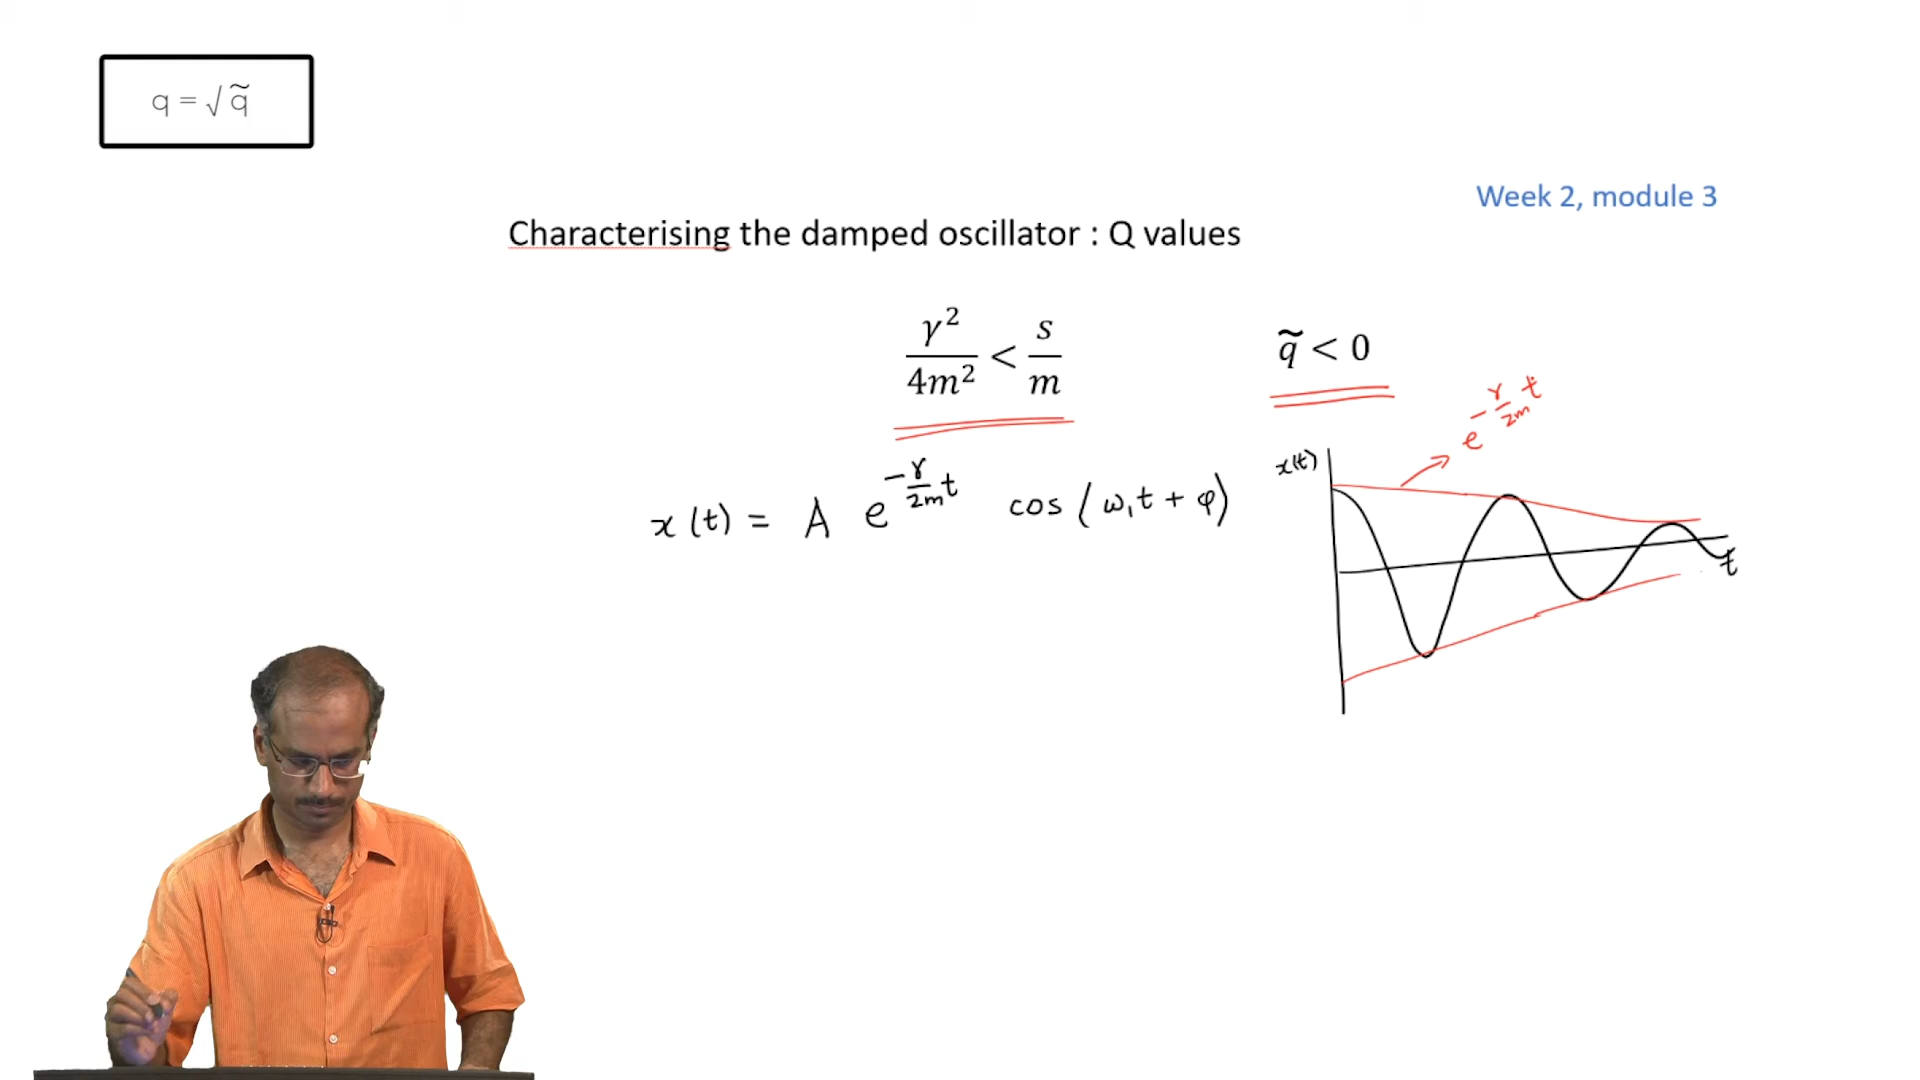 q = √ q̃
Week 2, module 3
Characterising the damped oscillator : Q values
γ²/4m² < s/m
q̃ < 0
e^(-γ/2m t)
x(t) = A e^(-γ/2m t) cos (ω₁t + φ)
x(t)
t